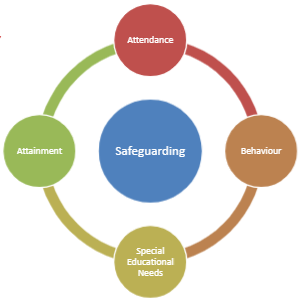 Attendance
Attainment
Safeguarding
Behaviour
Special
Educational
Needs